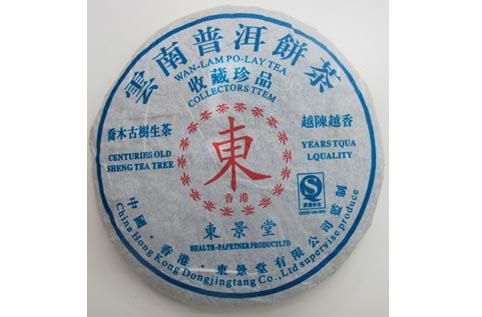 雲南普洱餅茶
WAN-LAM PO-LAY TEA
收藏珍品
COLLECTORS TTEM
喬木古樹生茶
CENTURIES OLD
SHENG TEA TREE
越陳越香
YEARS TQUA
LQUALITY
東
香港
東景堂
HEALTH-PAPRTNER PRODUCTLTD
中國·香港·東景堂有限公司監制
China Hong Kong Dongjingtang Co.,Ltd supervise produce